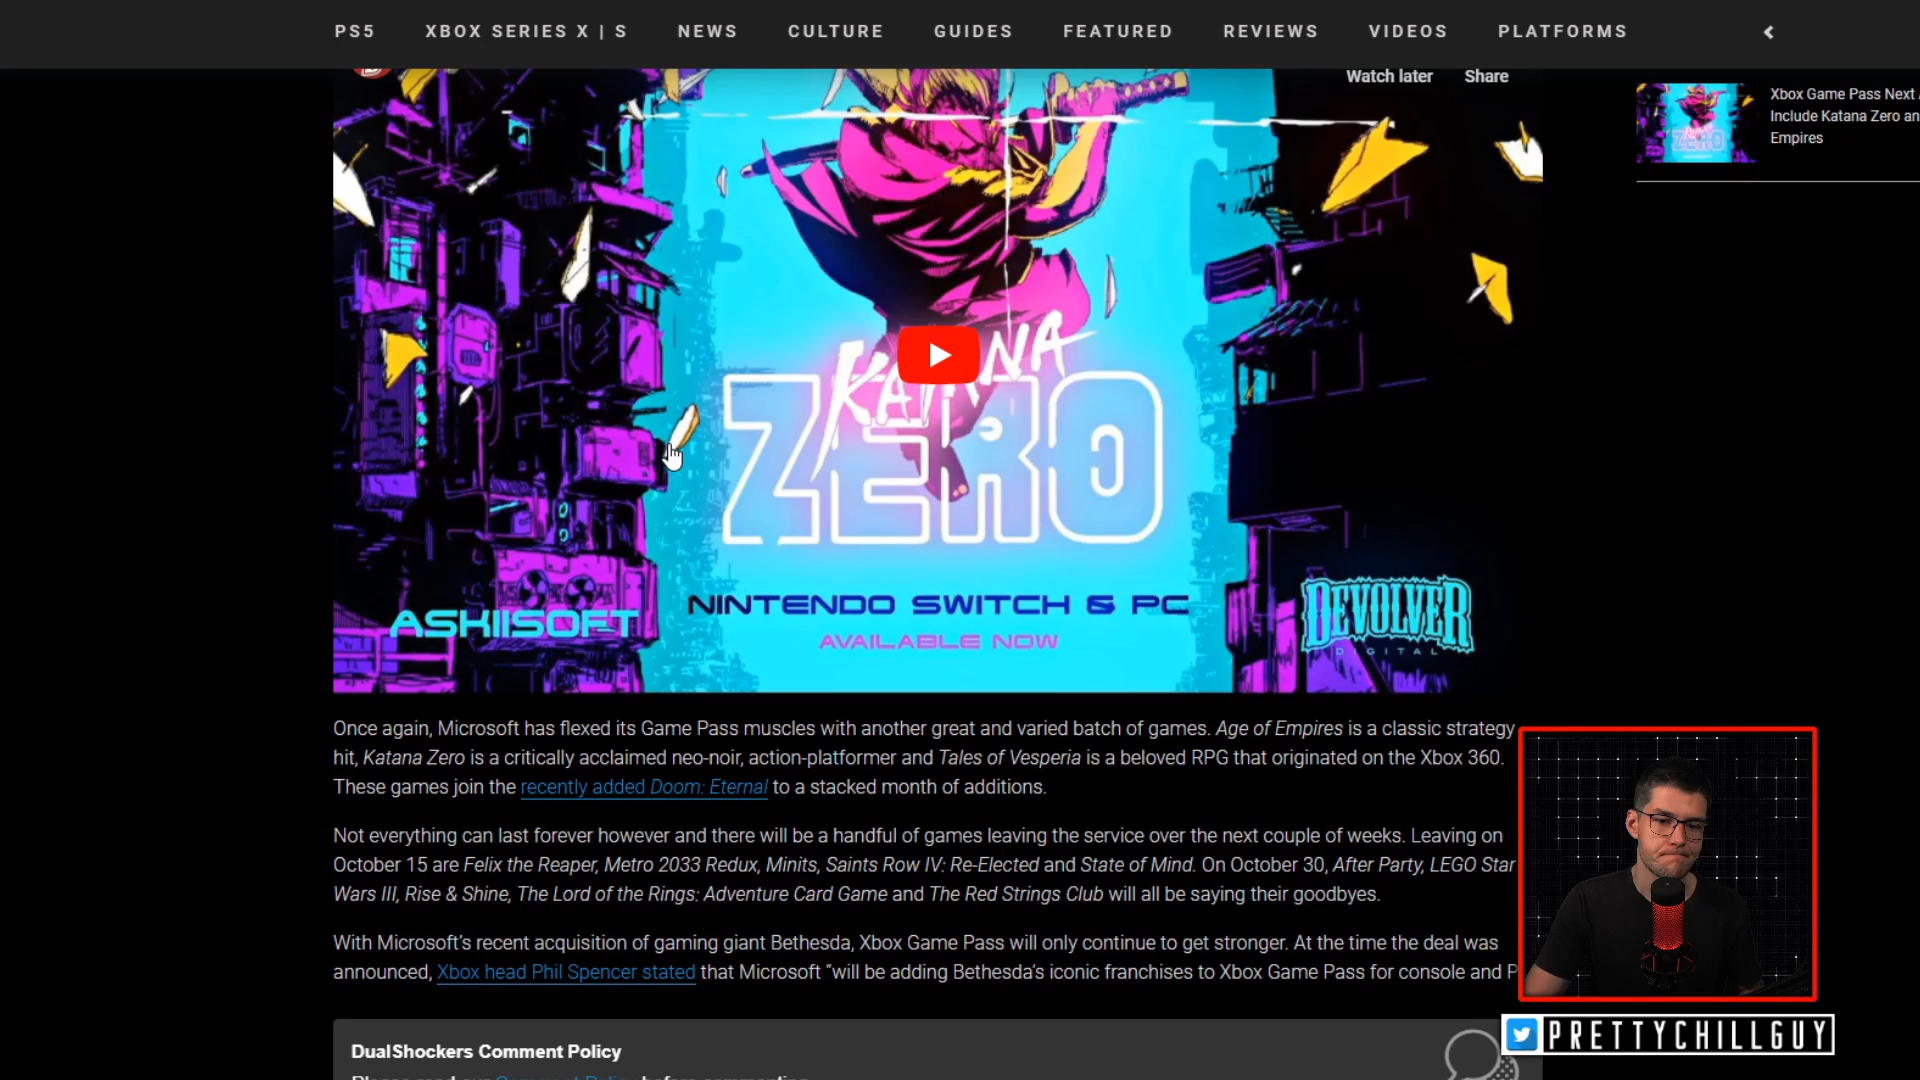 PS5 XBOX SERIES X | S NEWS CULTURE GUIDES FEATURED REVIEWS VIDEOS PLATFORMS
Watch later Share
Xbox Game Pass Next
Include Katana Zero an
Empires
KATANA
ZERO
NINTENDO SWITCH & PC
AVAILABLE NOW
ASKIISOFT
DEVOLVER
DIGITAL
Once again, Microsoft has flexed its Game Pass muscles with another great and varied batch of games. Age of Empires is a classic strategy
hit, Katana Zero is a critically acclaimed neo-noir, action-platformer and Tales of Vesperia is a beloved RPG that originated on the Xbox 360.
These games join the recently added Doom: Eternal to a stacked month of additions.
Not everything can last forever however and there will be a handful of games leaving the service over the next couple of weeks. Leaving on
October 15 are Felix the Reaper, Metro 2033 Redux, Minits, Saints Row IV: Re-Elected and State of Mind. On October 30, After Party, LEGO Star
Wars III, Rise & Shine, The Lord of the Rings: Adventure Card Game and The Red Strings Club will all be saying their goodbyes.
With Microsoft's recent acquisition of gaming giant Bethesda, Xbox Game Pass will only continue to get stronger. At the time the deal was
announced, Xbox head Phil Spencer stated that Microsoft “will be adding Bethesda's iconic franchises to Xbox Game Pass for console and P
PRETTYCHILLGUY
DualShockers Comment Policy